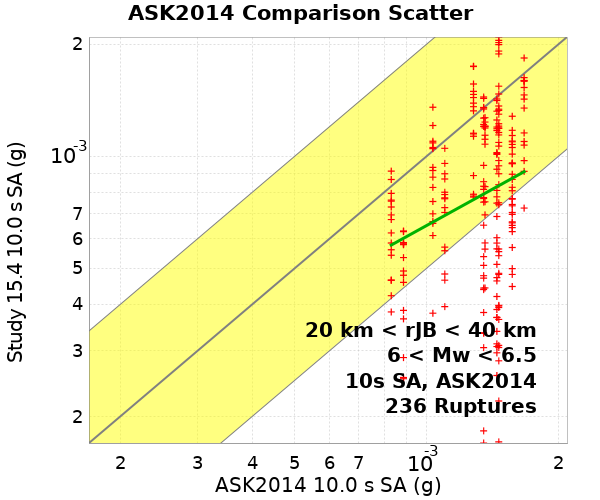 ASK2014 Comparison Scatter
Study 15.4 10.0 s SA (g)
2
10-3
7
6
5
4
3
2
20 km < rJB < 40 km
6 < Mw < 6.5
10s SA, ASK2014
236 Ruptures
2 3 4 5 6 7 10-3 2
ASK2014 10.0 s SA (g)